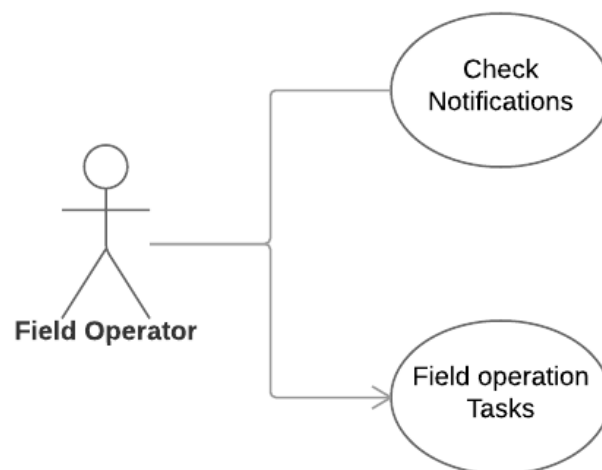 Check
Notifications
Field Operator
Field operation
Tasks